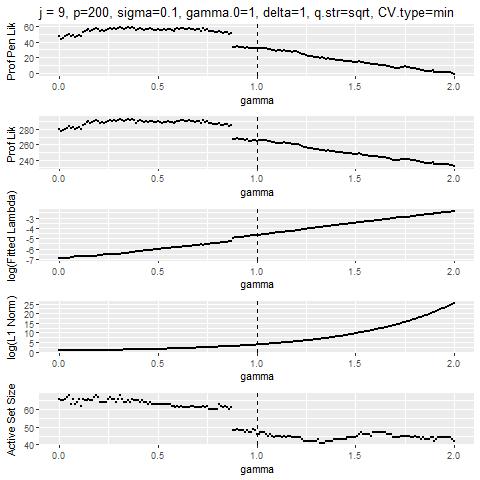 j = 9, p=200, sigma=0.1, gamma.0=1, delta=1, q.str=sqrt, CV.type=min
Prof Pen Lik
60
40
20
0
0.0 0.5 1.0 1.5 2.0
gamma
Prof Lik
280
260
240
0.0 0.5 1.0 1.5 2.0
gamma
log(Fitted Lambda)
-3
-4
-5
-6
-7
0.0 0.5 1.0 1.5 2.0
gamma
log(L1 Norm)
25
20
15
10
5
0
0.0 0.5 1.0 1.5 2.0
gamma
Active Set Size
60
50
40
0.0 0.5 1.0 1.5 2.0
gamma